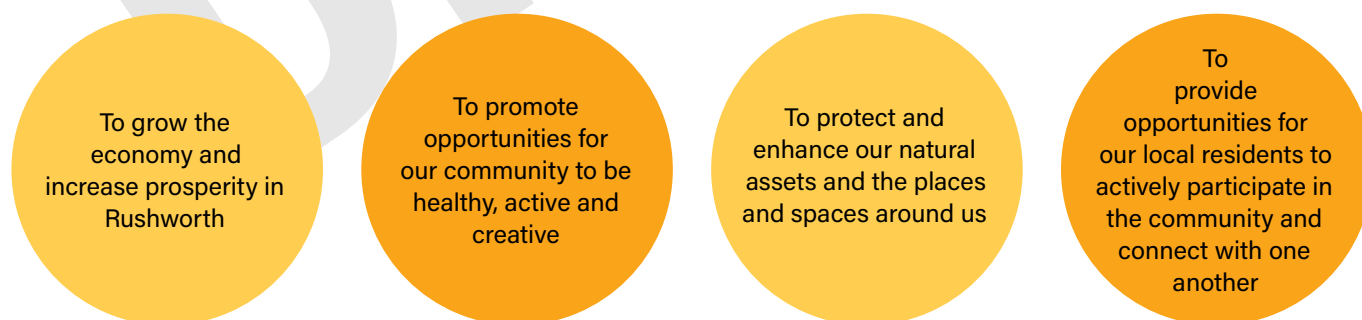 To grow the
economy and
increase prosperity in
Rushworth
To promote
opportunities for
our community to be
healthy, active and
creative
To protect and
enhance our natural
assets and the places
and spaces around us
To
provide
opportunities for
our local residents to
actively participate in
the community and
connect with one
another